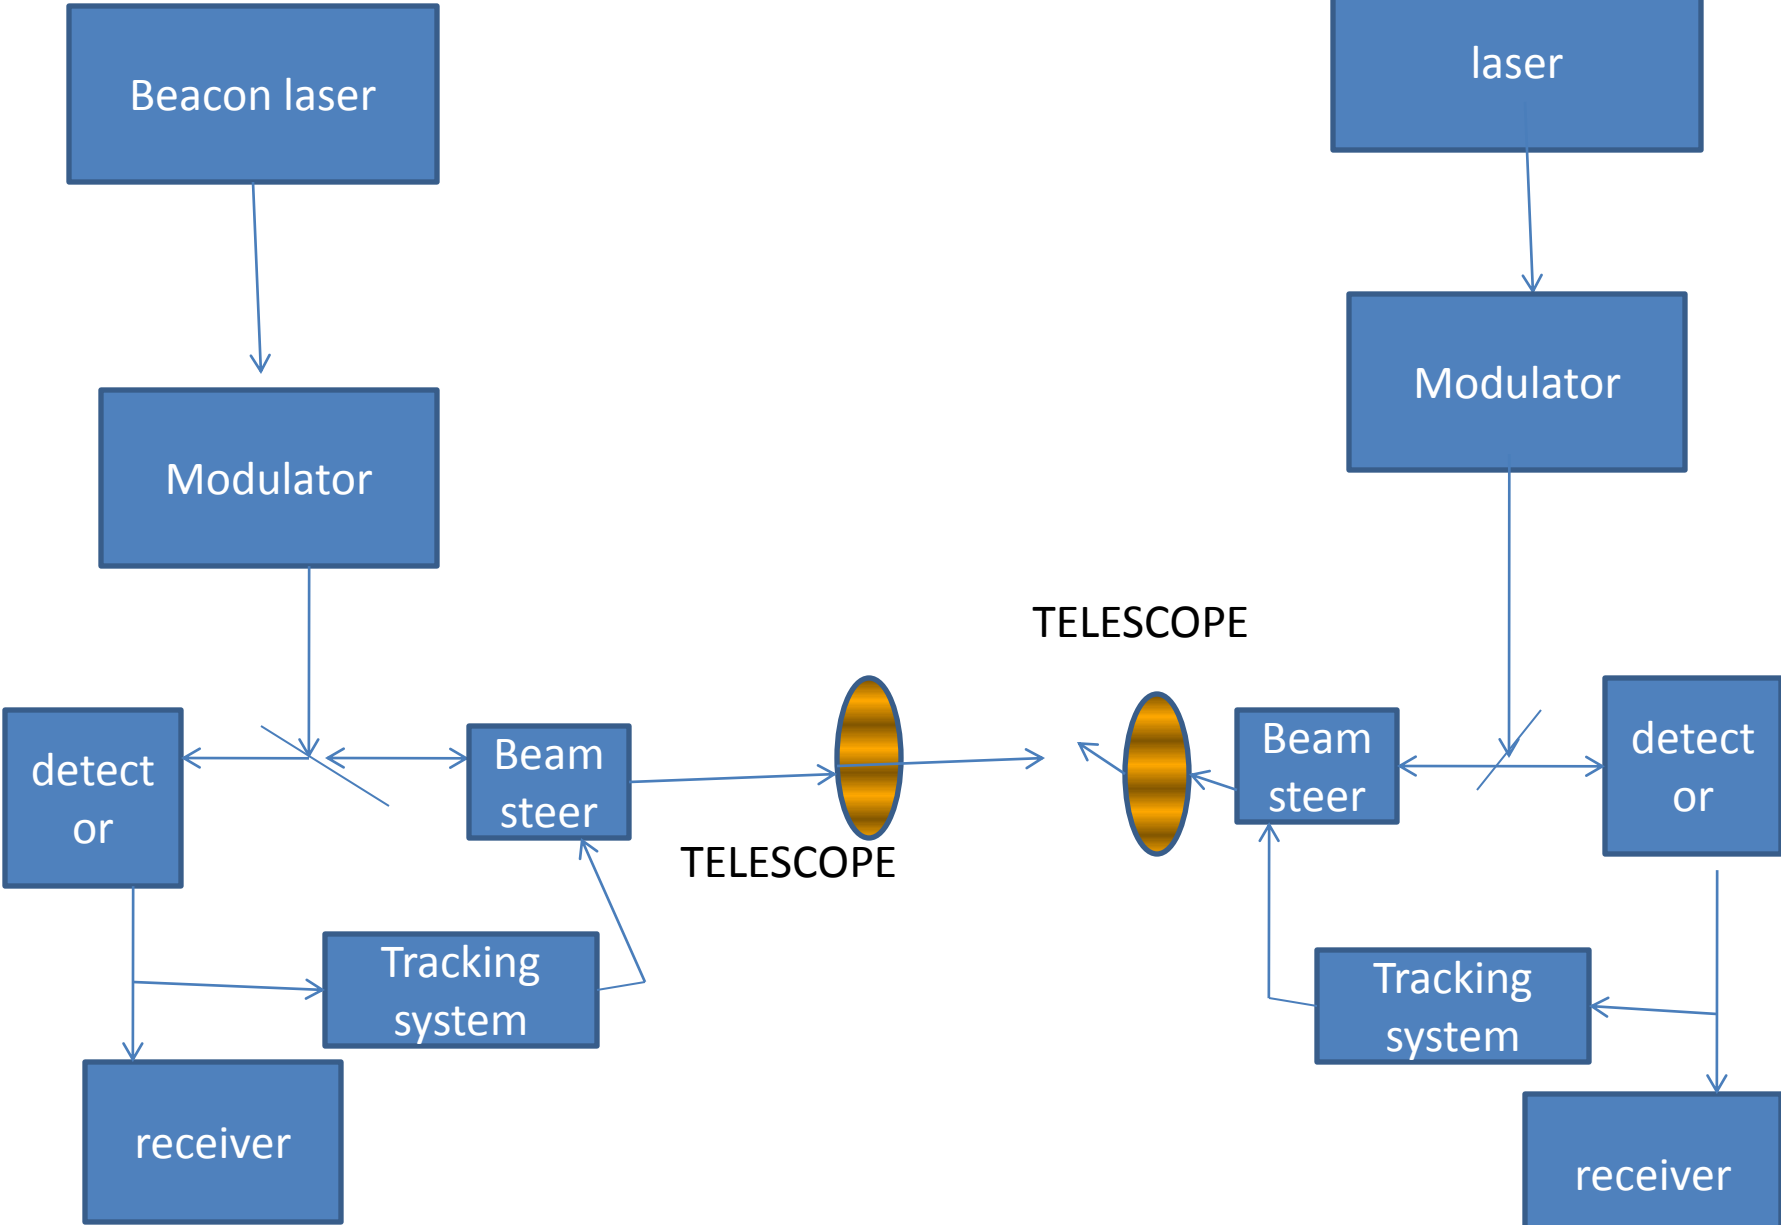 Beacon laser
laser
Modulator
Modulator
TELESCOPE
detect
or
Beam
steer
TELESCOPE
Beam
steer
detect
or
Tracking
system
Tracking
system
receiver
receiver